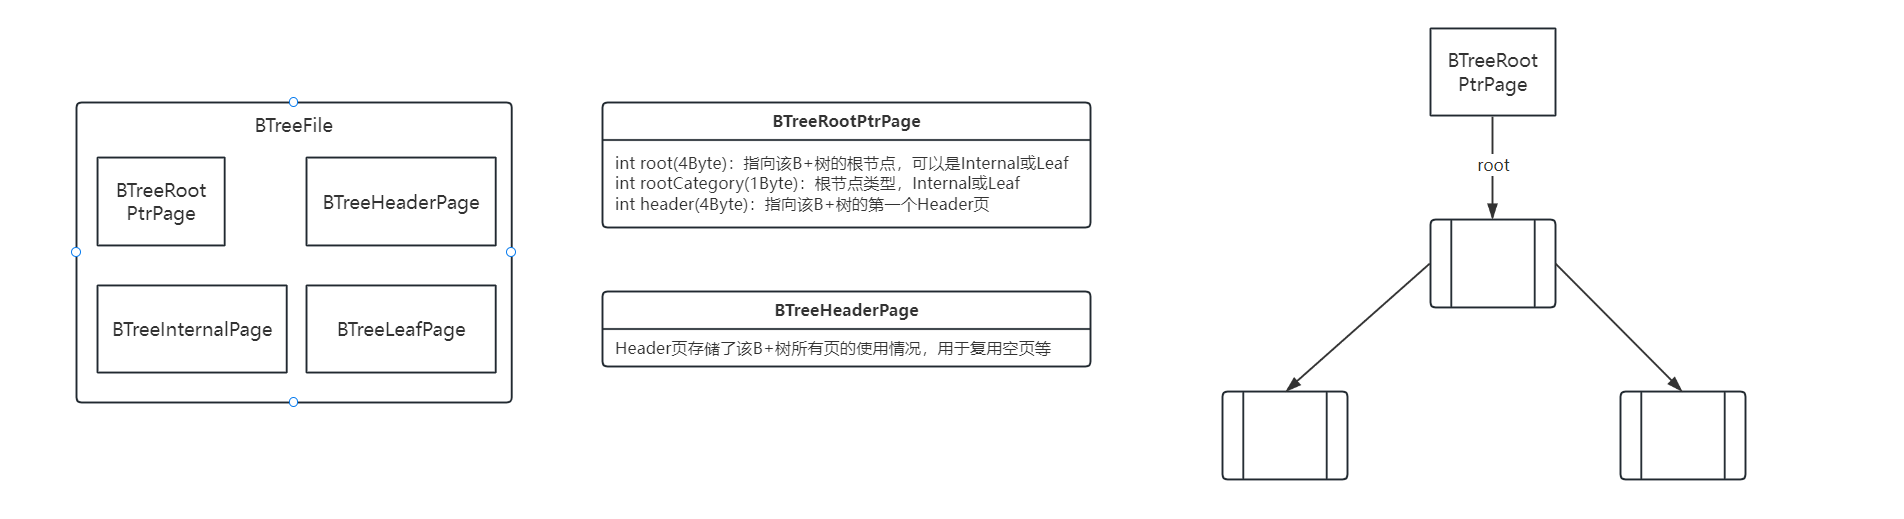 BTreeFile
BTreeRoot
PtrPage
BTreeHeaderPage
BTreeInternalPage
BTreeLeafPage
BTreeRootPtrPage
int root(4Byte)：指向该B+树的根节点，可以是Internal或Leaf
int rootCategory(1Byte)：根节点类型，Internal或Leaf
int header(4Byte)：指向该B+树的第一个Header页
BTreeHeaderPage
Header页存储了该B+树所有页的使用情况，用于复用空页等
BTreeRoot
PtrPage
root